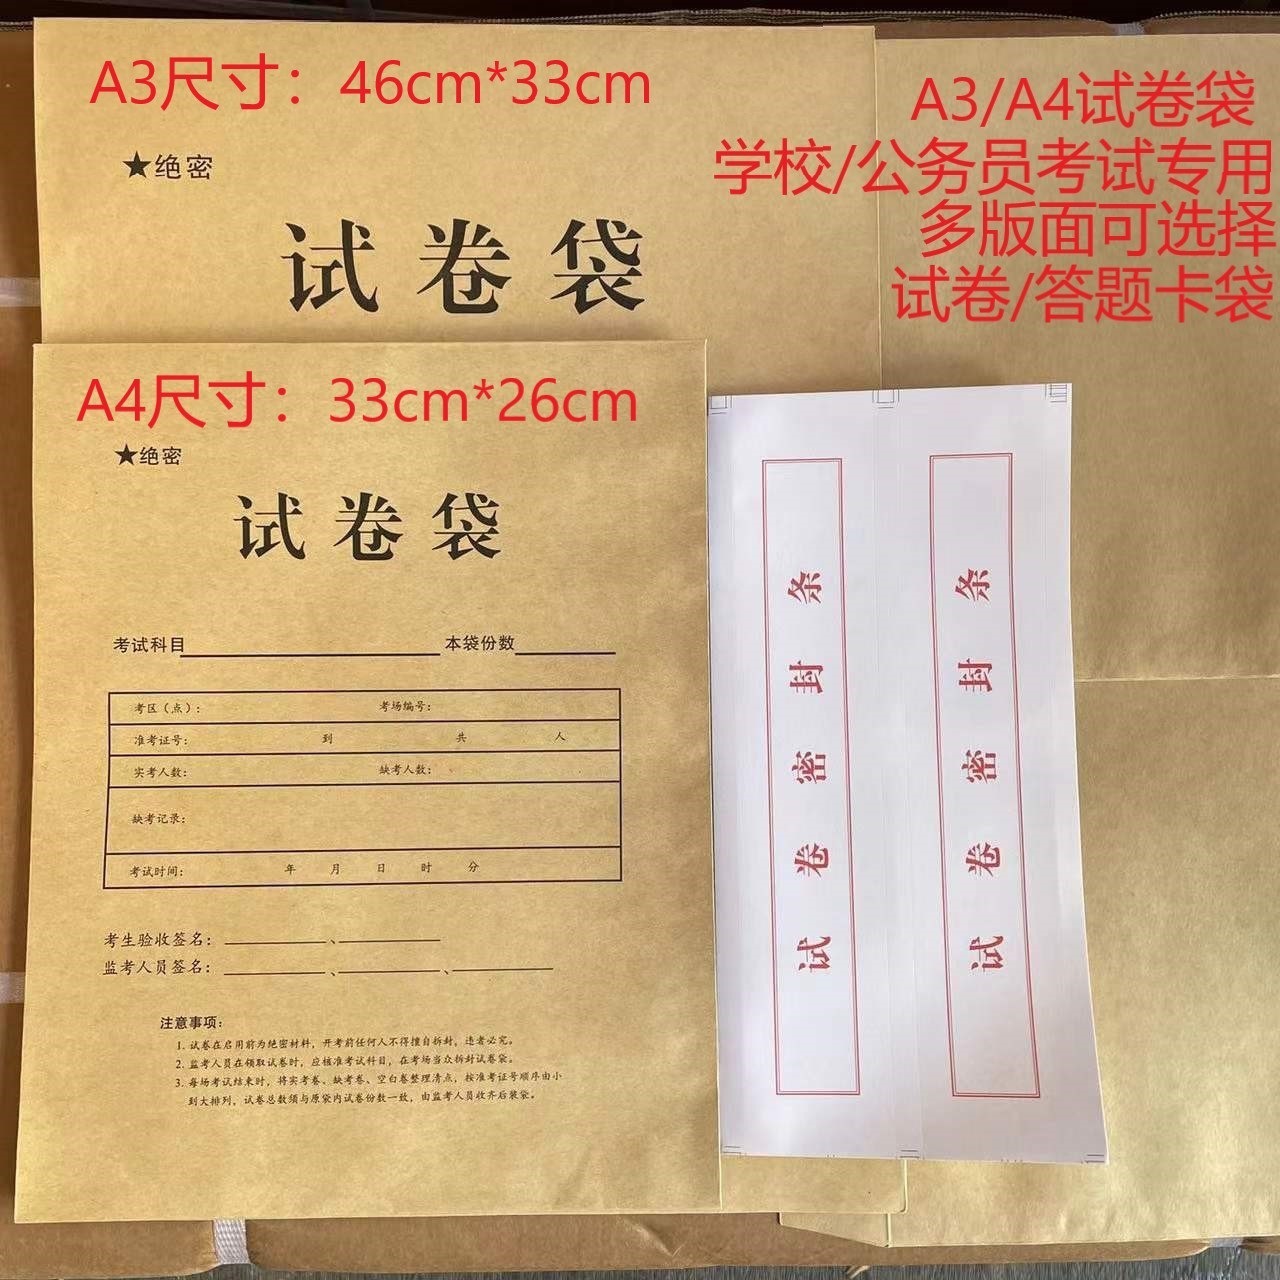 A3尺寸：46cm*33cm
A3/A4试卷袋
学校/公务员考试专用
多版面可选择
试卷/答题卡袋
★绝密
试卷袋
A4尺寸：33cm*26cm
★绝密
试卷袋
考试科目 本袋份数
考区（点）： 考场编号：
准考证号： 到 共 人
实考人数： 缺考人数：
缺考记录：
考试时间： 年 月 日 时 分
考生验收签名： 、
监考人员签名： 、 、
注意事项：
1. 试卷在启用前为绝密材料，开考前任何人不得擅自拆封，违者必究。
2. 监考人员在领取试卷时，应核准考试科目，在考场当众拆封试卷袋。
3. 每场考试结束时，将实考卷、缺考卷、空白卷整理清点，按准考证号顺序由小
到大排列，试卷总数须与原袋内试卷份数一致，由监考人员收齐后装袋。
试卷密封条
试卷密封条